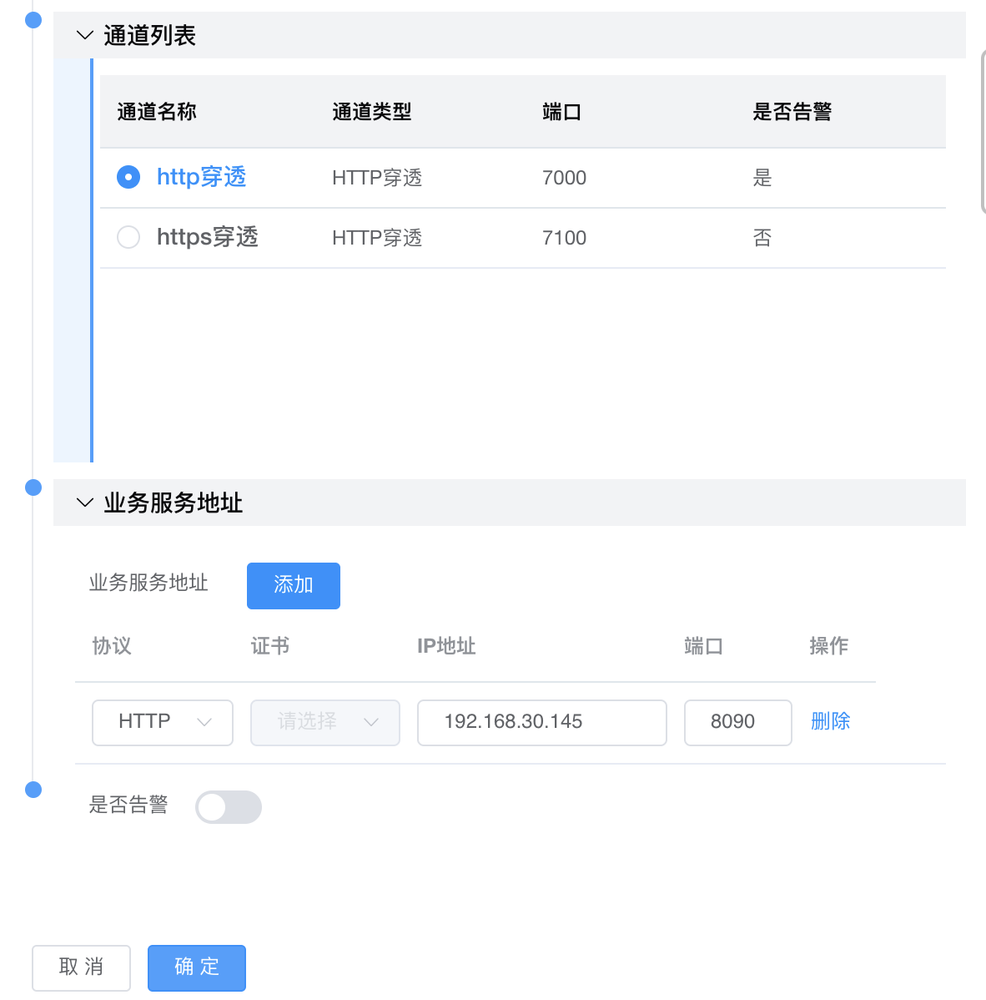 通道列表
通道名称 通道类型 端口 是否告警
http穿透 HTTP穿透 7000 是
https穿透 HTTP穿透 7100 否
业务服务地址
业务服务地址 添加
协议 证书 IP地址 端口 操作
HTTP 请选择 192.168.30.145 8090 删除
是否告警
取 消 确 定